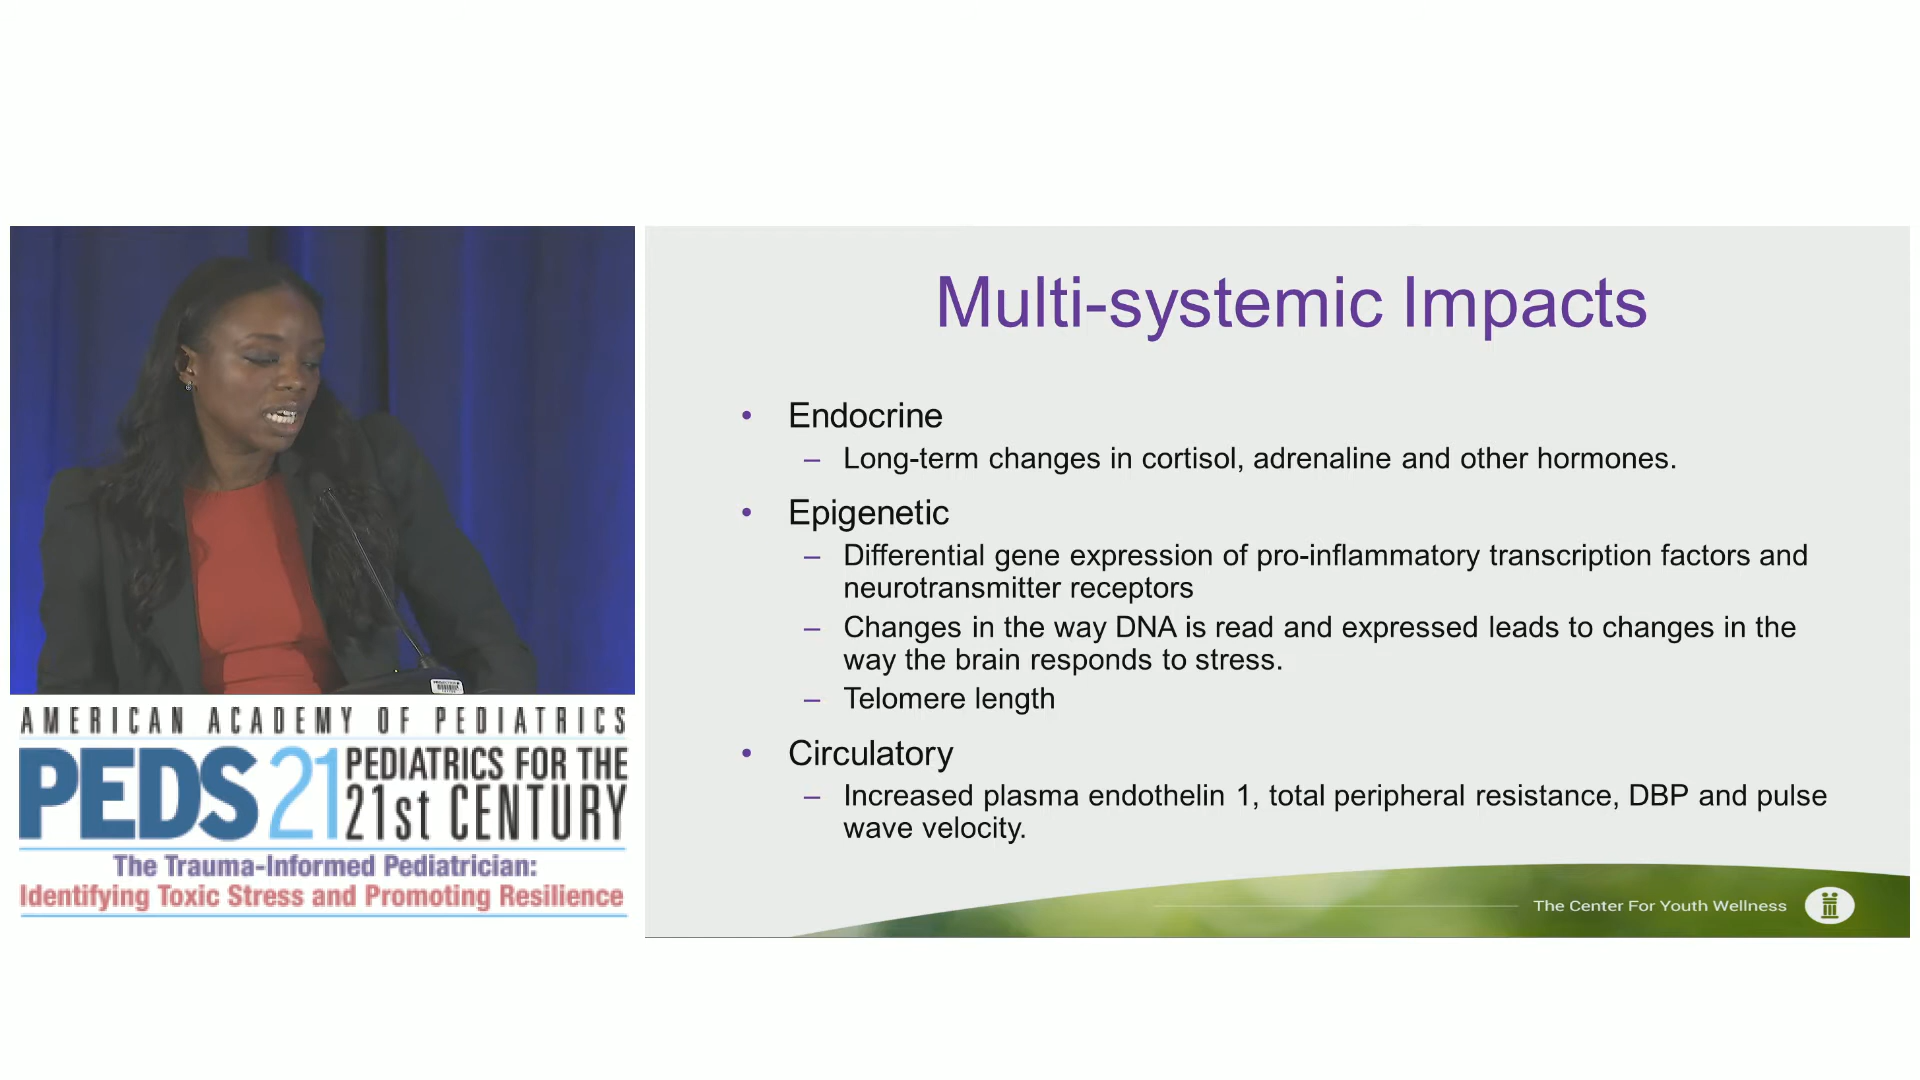 AMERICAN ACADEMY OF PEDIATRICS
PEDS 21 PEDIATRICS FOR THE
21st CENTURY
The Trauma-Informed Pediatrician:
Identifying Toxic Stress and Promoting Resilience
Multi-systemic Impacts
• Endocrine
– Long-term changes in cortisol, adrenaline and other hormones.
• Epigenetic
– Differential gene expression of pro-inflammatory transcription factors and
neurotransmitter receptors
– Changes in the way DNA is read and expressed leads to changes in the
way the brain responds to stress.
– Telomere length
• Circulatory
– Increased plasma endothelin 1, total peripheral resistance, DBP and pulse
wave velocity.
The Center For Youth Wellness